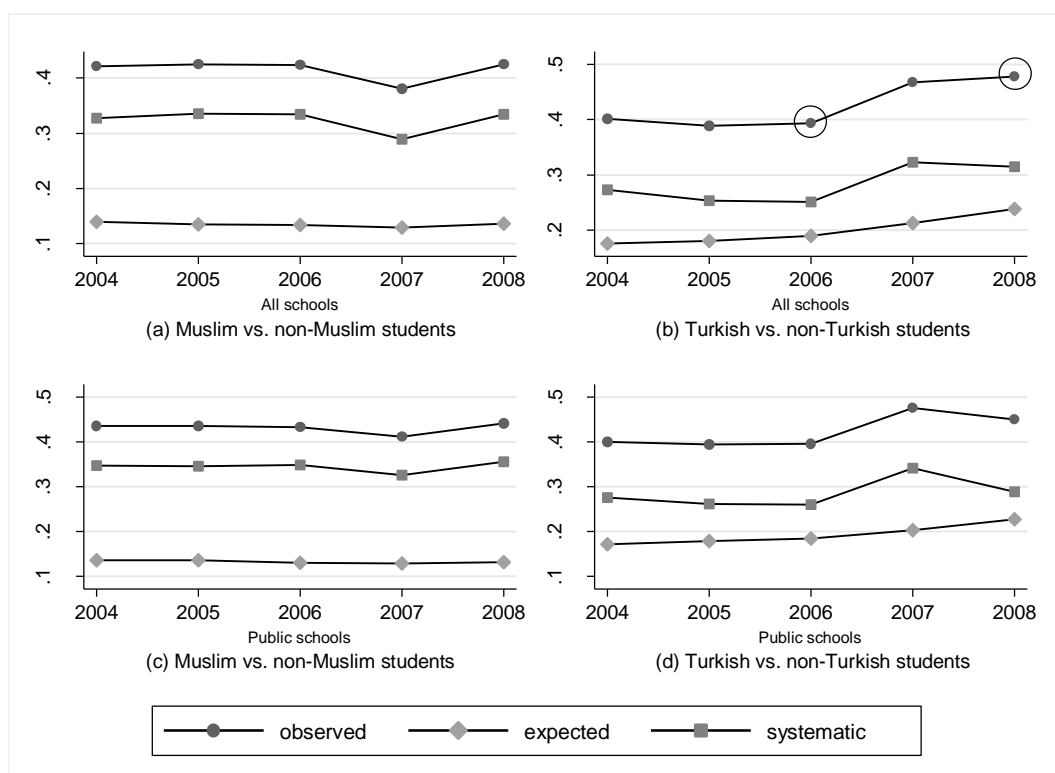 .4
.3
.2
.1
2004 2005 2006 2007 2008
All schools
(a) Muslim vs. non-Muslim students
.5
.4
.3
.2
2004 2005 2006 2007 2008
All schools
(b) Turkish vs. non-Turkish students
.5
.4
.3
.2
.1
2004 2005 2006 2007 2008
Public schools
(c) Muslim vs. non-Muslim students
.5
.4
.3
.2
.1
2004 2005 2006 2007 2008
Public schools
(d) Turkish vs. non-Turkish students
observed expected systematic